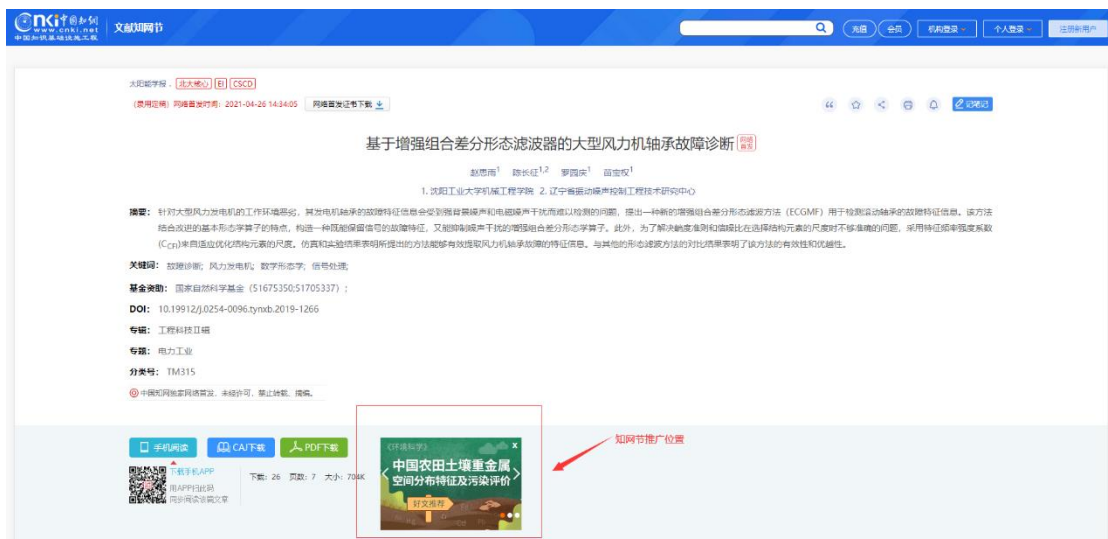 cnki 中国知网
www.cnki.net
中国知识基础设施工程
文献知网节
充值
会员
机构登录
个人登录
注册新用户
太阳能学报 . 北大核心 EI CSCD
(录用定稿) 网络首发时间: 2021-04-26 14:34:05 网络首发证书下载
记笔记
基于增强组合差分形态滤波器的大型风力机轴承故障诊断 网络首发
赵思雨1 陈长征1,2 罗园庆1 苗宝权1
1. 沈阳工业大学机械工程学院 2. 辽宁省振动噪声控制工程技术研究中心
摘要: 针对大型风力发电机的工作环境恶劣，其发电机轴承的故障特征信息会受到强背景噪声和电磁噪声干扰而难以检测的问题，提出一种新的增强组合差分形态滤波方法（ECGMF）用于检测滚动轴承的故障特征信息。该方法
结合改进的基本形态学算子的特点，构造一种既能保留信号的故障特征，又能抑制噪声干扰的增强组合差分形态学算子。此外，为了解决峭度准则和信噪比在选择结构元素的尺度时不够准确的问题，采用特征频率强度系数
(CCFI)来自适应优化结构元素的尺度。仿真和实验结果表明所提出的方法能够有效提取风力机轴承故障的特征信息。与其他的形态滤波方法的对比结果表明了该方法的有效性和优越性。
关键词: 故障诊断; 风力发电机; 数学形态学; 信号处理;
基金资助: 国家自然科学基金（51675350;51705337）;
DOI: 10.19912/j.0254-0096.tynxb.2019-1266
专辑: 工程科技II辑
专题: 电力工业
分类号: TM315
中国知网独家网络首发，未经许可，禁止转载、摘编。
手机阅读
CAJ下载
PDF下载
下载手机APP
用APP扫此码
同步阅读该篇文章
下载: 26 页数: 7 大小: 704K
《环境科学》
x
中国农田土壤重金属
空间分布特征及污染评价
好文推荐
知网节推广位置